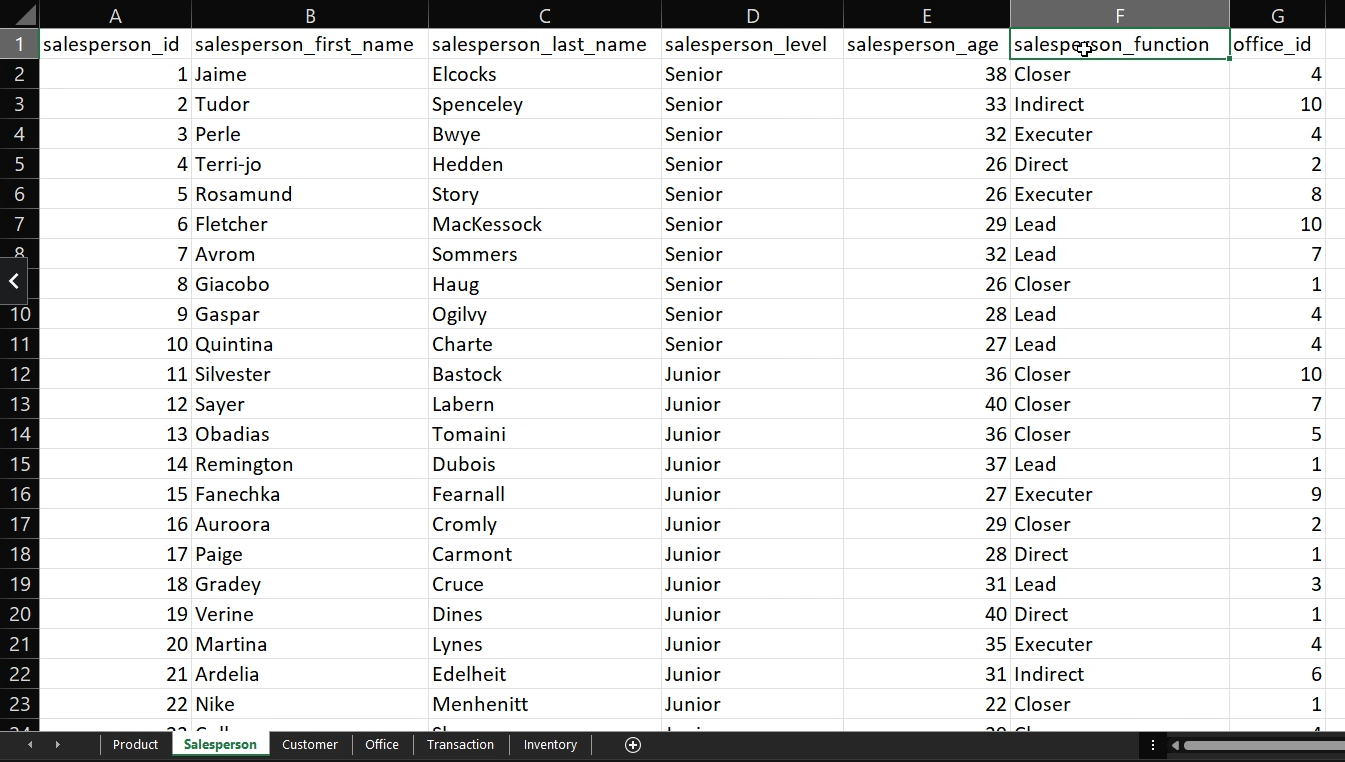 A B C D E F G
1 salesperson_id salesperson_first_name salesperson_last_name salesperson_level salesperson_age salesperson_function office_id
2 1 Jaime Elcocks Senior 38 Closer 4
3 2 Tudor Spenceley Senior 33 Indirect 10
4 3 Perle Bwye Senior 32 Executer 4
5 4 Terri-jo Hedden Senior 26 Direct 2
6 5 Rosamund Story Senior 26 Executer 8
7 6 Fletcher MacKessock Senior 29 Lead 10
8 7 Avrom Sommers Senior 32 Lead 7
8 Giacobo Haug Senior 26 Closer 1
10 9 Gaspar Ogilvy Senior 28 Lead 4
11 10 Quintina Charte Senior 27 Lead 4
12 11 Silvester Bastock Junior 36 Closer 10
13 12 Sayer Labern Junior 40 Closer 7
14 13 Obadias Tomaini Junior 36 Closer 5
15 14 Remington Dubois Junior 37 Lead 1
16 15 Fanechka Fearnall Junior 27 Executer 9
17 16 Auroora Cromly Junior 29 Closer 2
18 17 Paige Carmont Junior 28 Direct 1
19 18 Gradey Cruce Junior 31 Lead 3
20 19 Verine Dines Junior 40 Direct 1
21 20 Martina Lynes Junior 35 Executer 4
22 21 Ardelia Edelheit Junior 31 Indirect 6
23 22 Nike Menhenitt Junior 22 Closer 1
Product Salesperson Customer Office Transaction Inventory